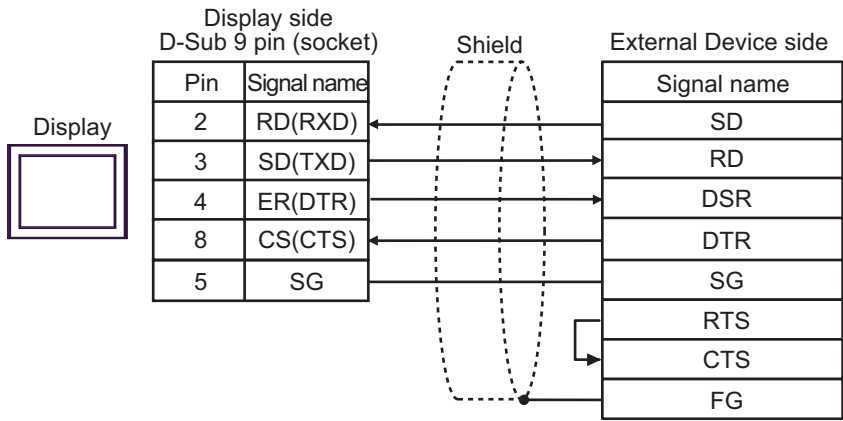 Display side
D-Sub 9 pin (socket)
Shield
External Device side
Pin
Signal name
Signal name
Display
2
RD(RXD)
SD
3
SD(TXD)
RD
4
ER(DTR)
DSR
8
CS(CTS)
DTR
5
SG
SG
RTS
CTS
FG